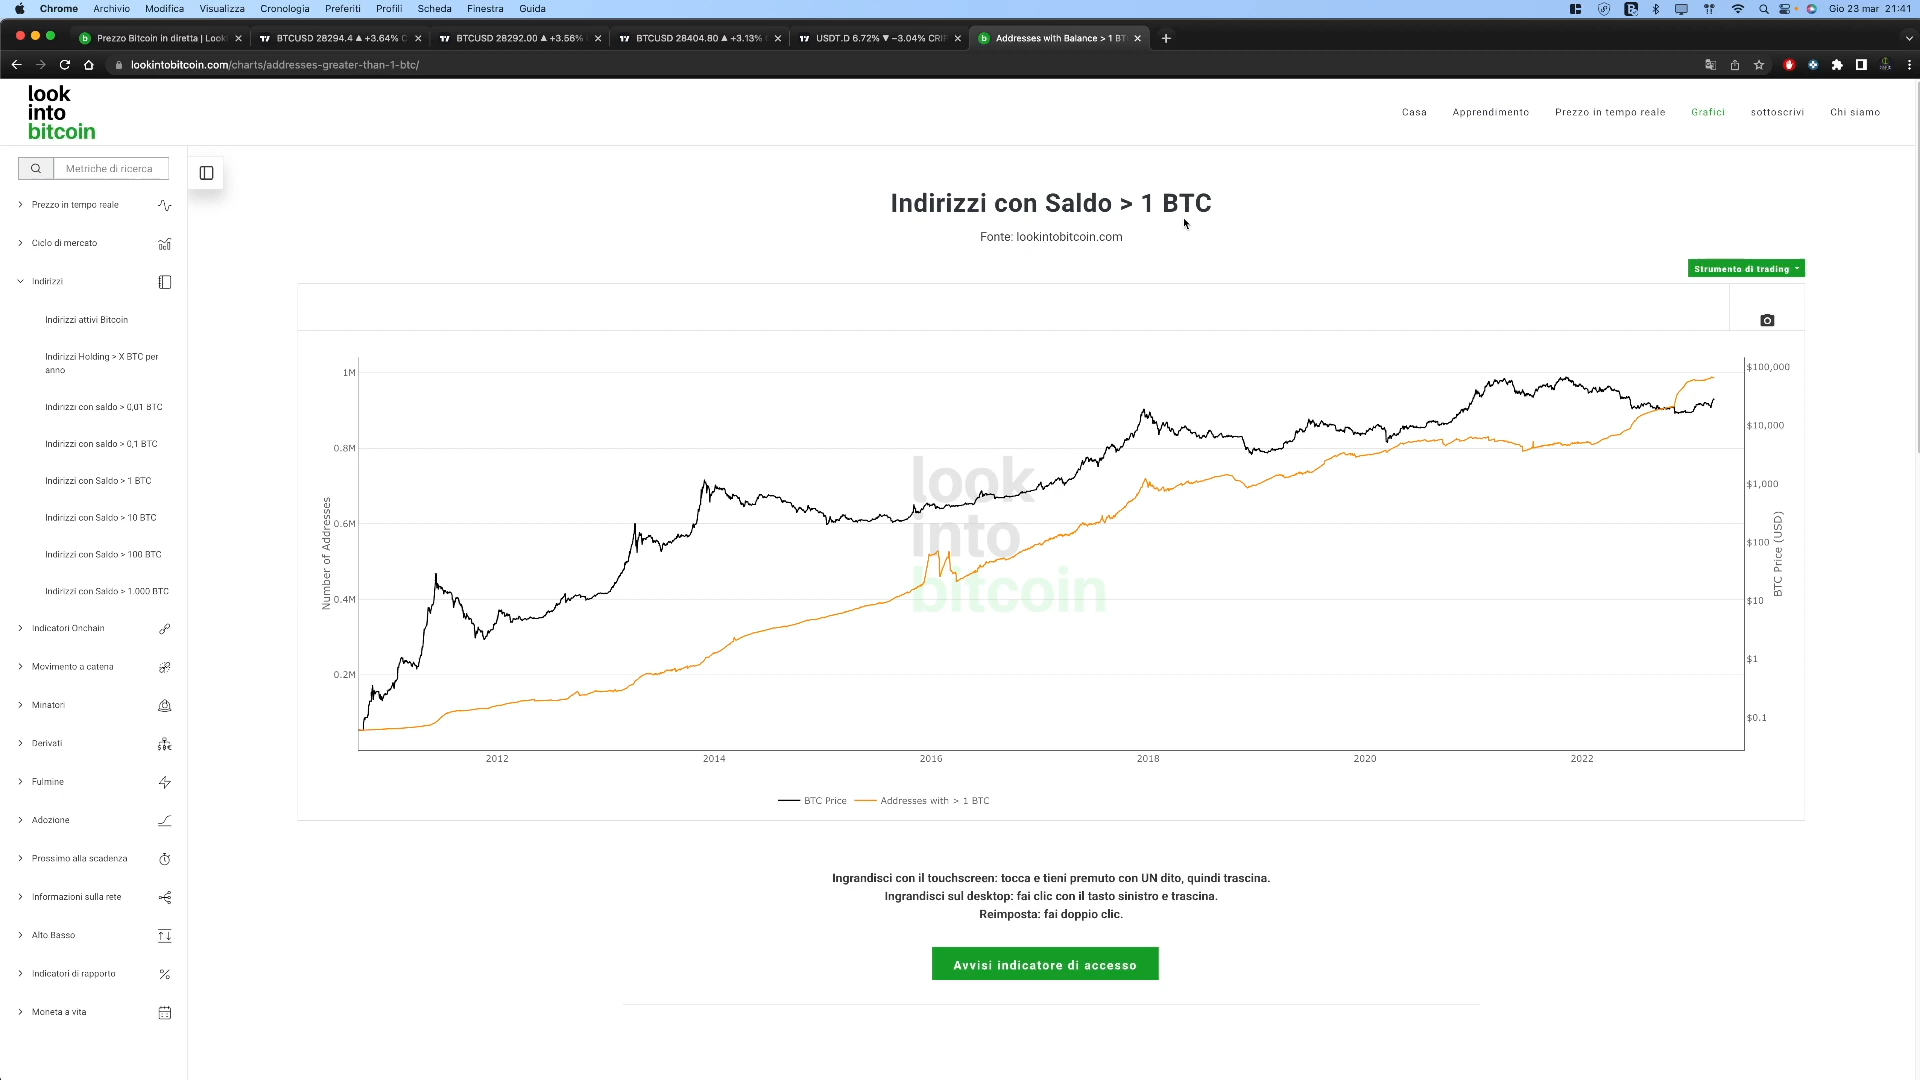 Chrome Archivio Modifica Visualizza Cronologia Preferiti Profili Scheda Finestra Guida Gio 23 mar 21:41
Prezzo Bitcoin in diretta | Look BTCUSD 28294.4 ▲ +3.64% C BTCUSD 28292.00 ▲ +3.56% BTCUSD 28404.80 ▲ +3.13% USDT.D 6.72% ▼ −3.04% CRI Addresses with Balance > 1 BT
lookintobitcoin.com/charts/addresses-greater-than-1-btc/
look
into
bitcoin
Casa Apprendimento Prezzo in tempo reale Grafici sottoscrivi Chi siamo
Metriche di ricerca
Prezzo in tempo reale
Ciclo di mercato
Indirizzi
Indirizzi attivi Bitcoin
Indirizzi Holding > X BTC per
anno
Indirizzi con saldo > 0,01 BTC
Indirizzi con saldo > 0,1 BTC
Indirizzi con Saldo > 1 BTC
Indirizzi con Saldo > 10 BTC
Indirizzi con Saldo > 100 BTC
Indirizzi con Saldo > 1.000 BTC
Indicatori Onchain
Movimento a catena
Minatori
Derivati
Fulmine
Adozione
Prossimo alla scadenza
Informazioni sulla rete
Alto Basso
Indicatori di rapporto
Moneta a vita
Indirizzi con Saldo > 1 BTC
Fonte: lookintobitcoin.com
Strumento di trading
1M
0.8M
0.6M
0.4M
0.2M
Number of Addresses
look
into
bitcoin
$100,000
$10,000
$1,000
$100
$10
$1
$0.1
BTC Price (USD)
2012 2014 2016 2018 2020 2022
BTC Price Addresses with > 1 BTC
Ingrandisci con il touchscreen: tocca e tieni premuto con UN dito, quindi trascina.
Ingrandisci sul desktop: fai clic con il tasto sinistro e trascina.
Reimposta: fai doppio clic.
Avvisi indicatore di accesso